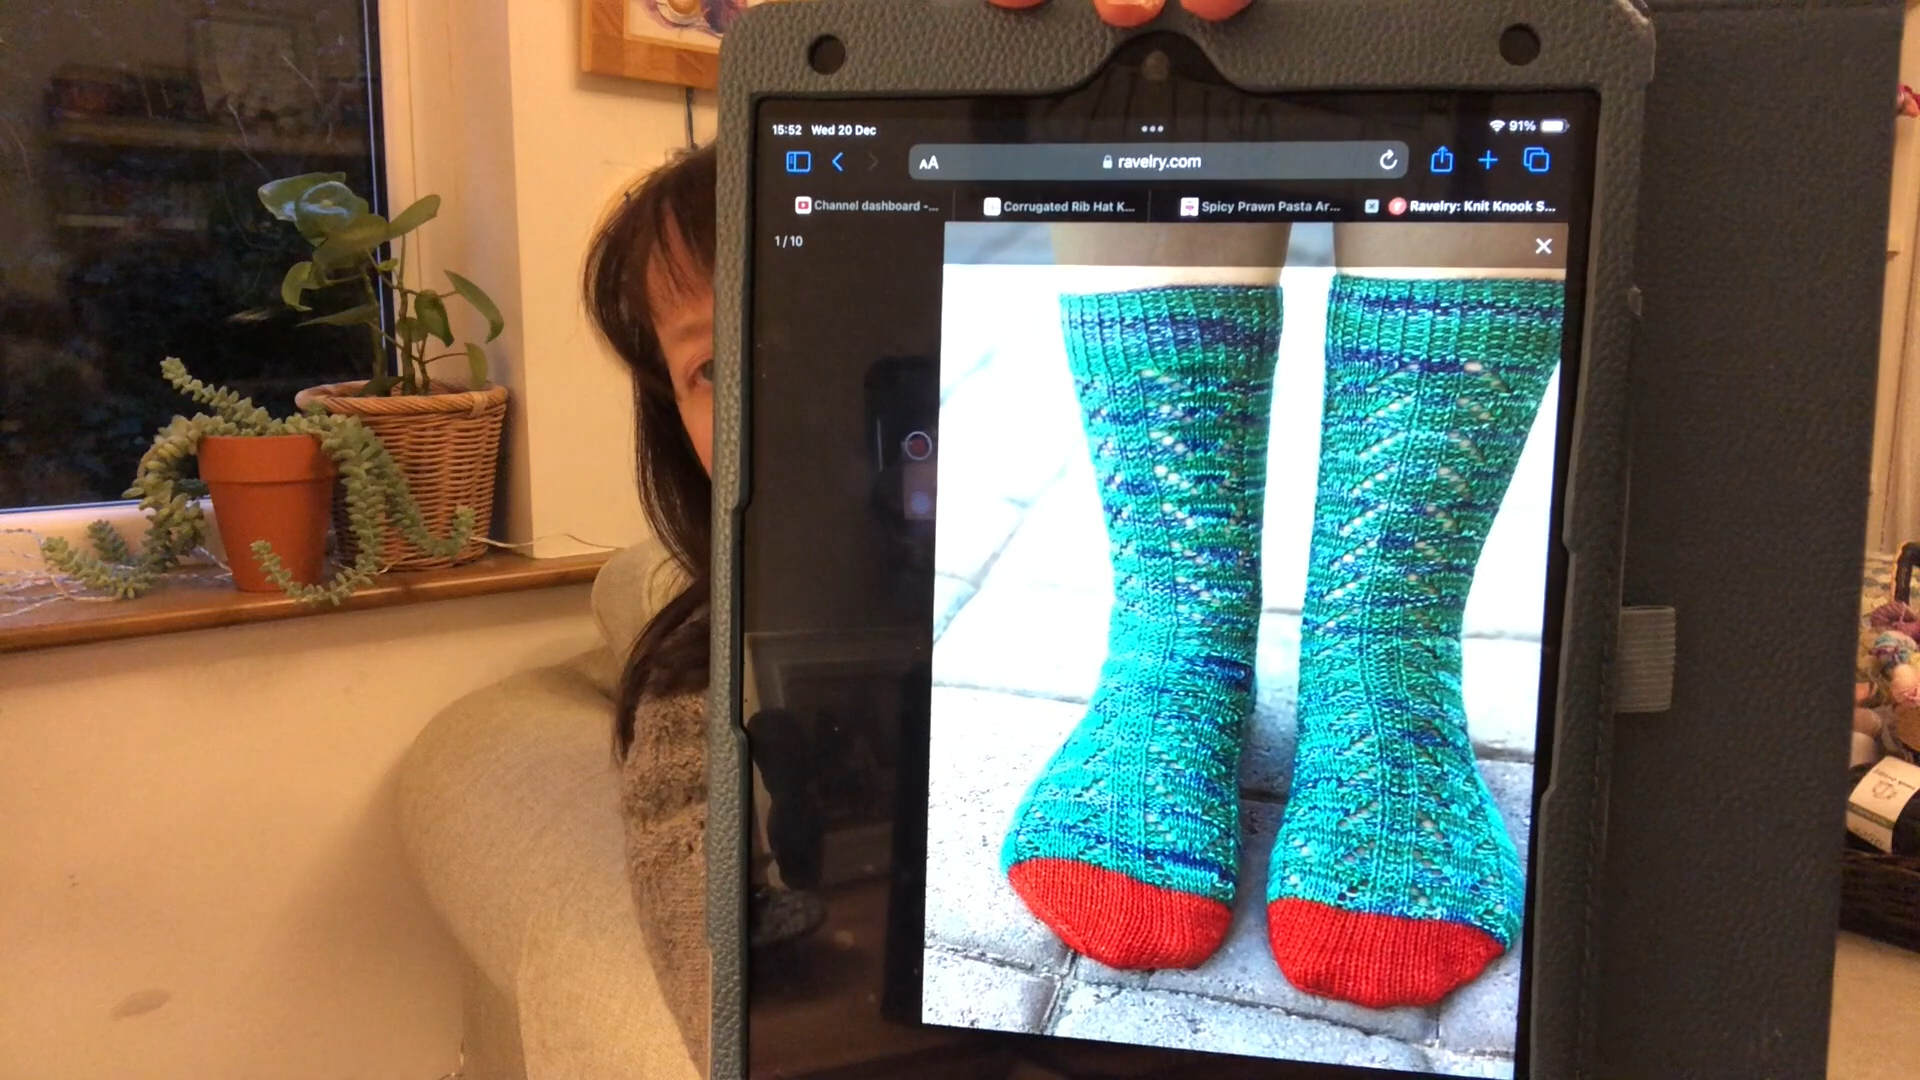 15:52 Wed 20 Dec
91%
AA
ravelry.com
Channel dashboard -...
Corrugated Rib Hat K...
Spicy Prawn Pasta Ar...
Ravelry: Knit Knook S...
1/10